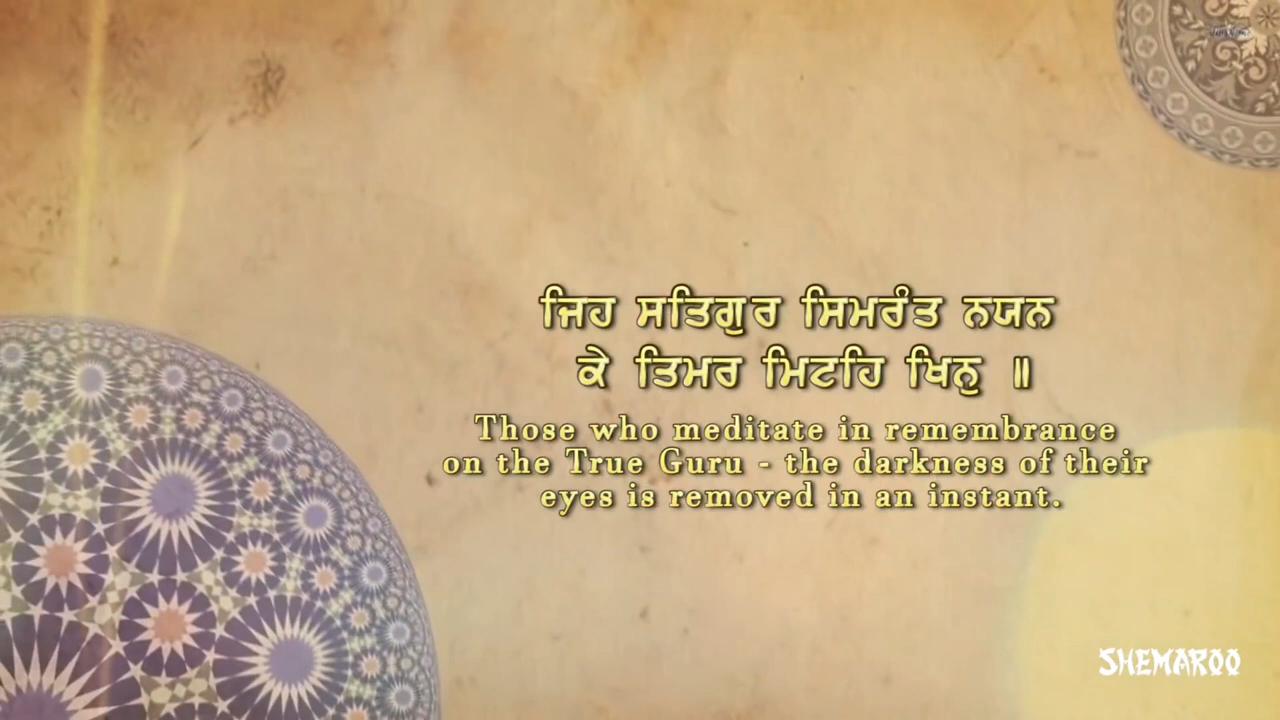 ਜਿਹ ਸਤਿਗੁਰ ਸਿਮਰੰਤ ਨਯਨ
ਕੇ ਤਿਮਰ ਮਿਟਹਿ ਖਿਨੁ ॥
Those who meditate in remembrance
on the True Guru - the darkness of their
eyes is removed in an instant.
SHEMAROO